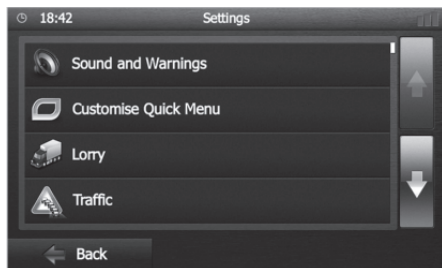 18:42
Settings
Sound and Warnings
Customise Quick Menu
Lorry
Traffic
Back